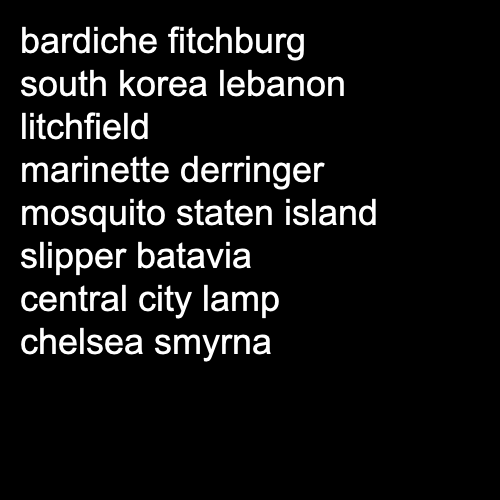 bardiche fitchburg
south korea lebanon
litchfield
marinette derringer
mosquito staten island
slipper batavia
central city lamp
chelsea smyrna